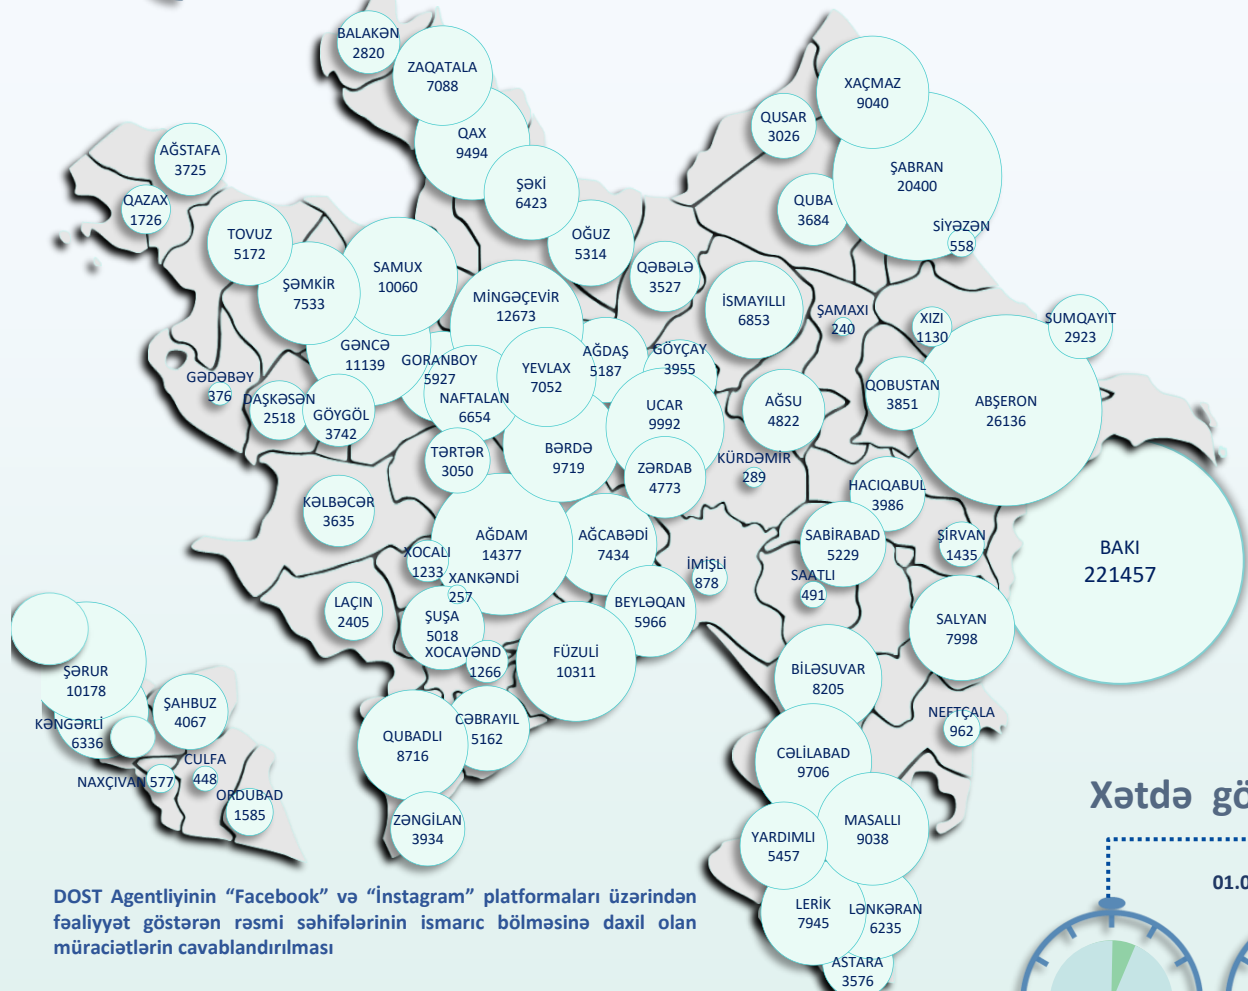 BALAKƏN
2820
ZAQATALA
7088
QAX
9494
ŞƏKİ
6423
OĞUZ
5314
QƏBƏLƏ
3527
XAÇMAZ
9040
QUSAR
3026
ŞABRAN
20400
QUBA
3684
SİYƏZƏN
558
AĞSTAFA
3725
QAZAX
1726
TOVUZ
5172
ŞƏMKİR
7533
SAMUX
10060
MİNGƏÇEVİR
12673
İSMAYILLI
6853
ŞAMAXI
240
XIZI
1130
SUMQAYIT
2923
GƏNCƏ
11139
GORANBOY
5927
NAFTALAN
6654
YEVLAX
7052
AĞDAŞ
5187
GÖYÇAY
3955
GƏDƏBƏY
376
DAŞKƏSƏN
2518
GÖYGÖL
3742
UCAR
9992
AĞSU
4822
QOBUSTAN
3851
ABŞERON
26136
TƏRTƏR
3050
BƏRDƏ
9719
ZƏRDAB
4773
KÜRDƏMİR
289
HACIQABUL
3986
KƏLBƏCƏR
3635
AĞDAM
14377
AĞCABƏDİ
7434
SABİRABAD
5229
ŞİRVAN
1435
BAKI
221457
XOCALI
1233
XANKƏNDİ
257
İMİŞLİ
878
SAATLI
491
LAÇIN
2405
ŞUŞA
5018
BEYLƏQAN
5966
SALYAN
7998
XOCAVƏND
1266
FÜZULİ
10311
BİLƏSUVAR
8205
ŞƏRUR
10178
ŞAHBUZ
4067
KƏNGƏRLİ
6336
CULFA
448
NAXÇIVAN 577
ORDUBAD
1585
QUBADLI
8716
CƏBRAYIL
5162
NEFTÇALA
962
CƏLİLABAD
9706
ZƏNGİLAN
3934
MASALLI
9038
YARDIMLI
5457
LERİK
7945
LƏNKƏRAN
6235
ASTARA
3576
Xətdə gö
01.0
DOST Agentliyinin “Facebook” və “İnstagram” platformaları üzərindən
fəaliyyət göstərən rəsmi səhifələrinin ismarıc bölməsinə daxil olan
müraciətlərin cavablandırılması